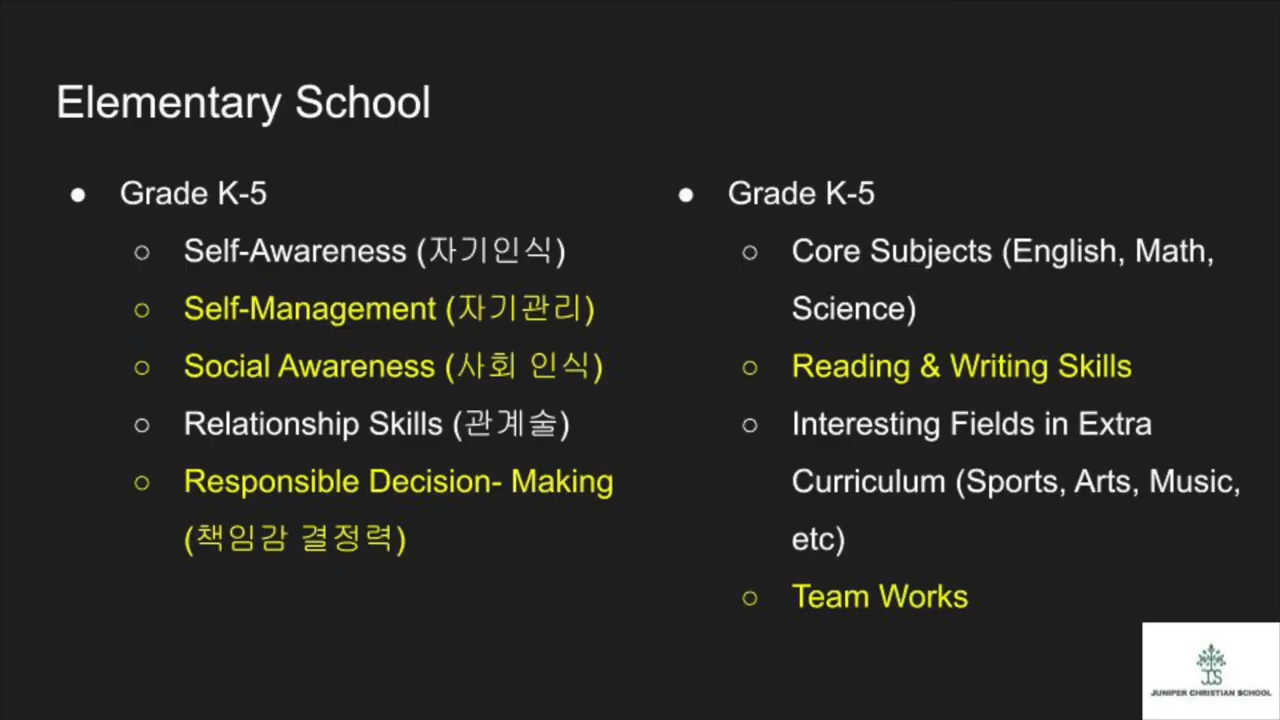 Elementary School
● Grade K-5
○ Self-Awareness (자기인식)
○ Self-Management (자기관리)
○ Social Awareness (사회 인식)
○ Relationship Skills (관계술)
○ Responsible Decision- Making
(책임감 결정력)
● Grade K-5
○ Core Subjects (English, Math,
Science)
○ Reading & Writing Skills
○ Interesting Fields in Extra
Curriculum (Sports, Arts, Music,
etc)
○ Team Works
JCS
JUNIPER CHRISTIAN SCHOOL